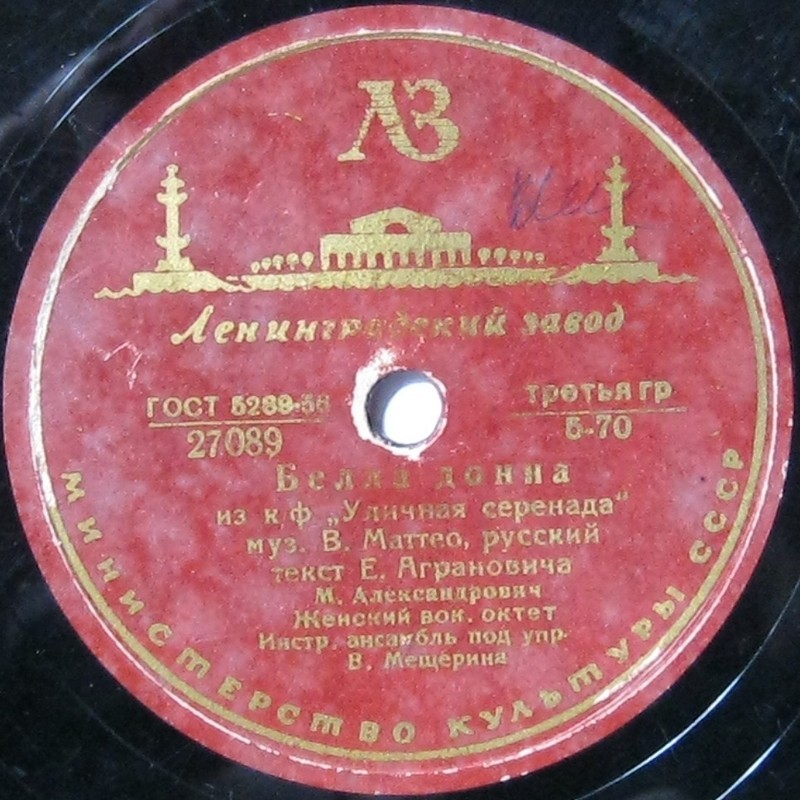 ЛЗ
Ленинградский завод
ГОСТ 5289-56
27089
третья гр
5-70
Белла донна
из к/ф „Уличная серенада"
муз. В. Маттео, русский
текст Е. Аграновича
М. Александрович
Женский вок. октет
Инстр. ансамбль под упр.
В. Мещерина
МИНИСТЕРСТВО КУЛЬТУРЫ СССР